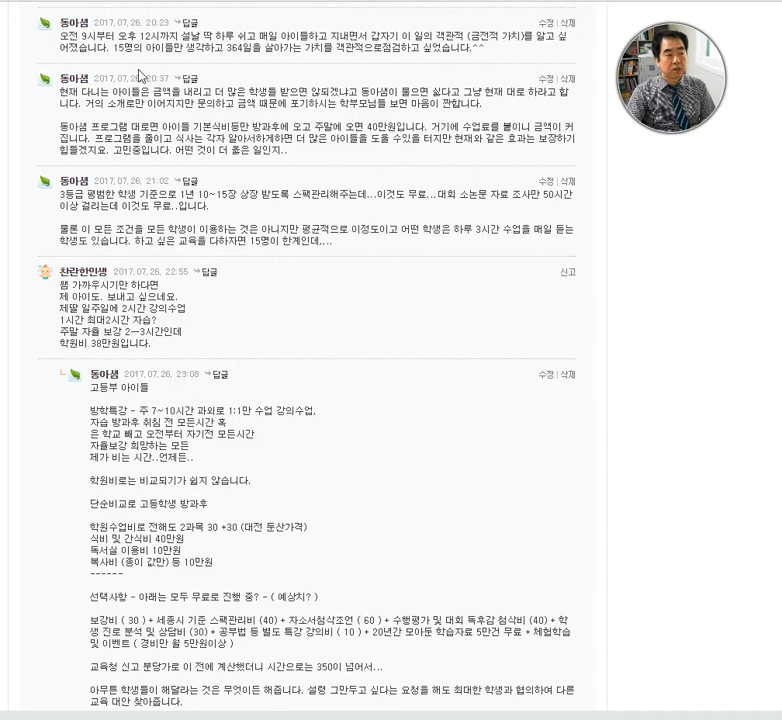 동아샘 2017.07.26. 20:23 답글 수정 | 삭제
오전 9시부터 오후 12시까지 설날 딱 하루 쉬고 매일 아이들하고 지내면서 갑자기 이 일의 객관적 (금전적 가치)를 알고 싶
어졌습니다. 15명의 아이들만 생각하고 364일을 살아가는 가치를 객관적으로점검하고 싶었습니다.^^
동아샘 2017.07.26. 20:37 답글 수정 | 삭제
현재 다니는 아이들은 금액을 내리고 더 많은 학생들 받으면 않되겠냐고 동아샘이 물으면 싫다고 그냥 현재 대로 하라고 합
니다. 거의 소개로만 이어지지만 문의하고 금액 때문에 포기하시는 학부모님들 보면 마음이 짠합니다.
동아샘 프로그램 대로면 아이들 기본식비등만 방과후에 오고 주말에 오면 40만원입니다. 거기에 수업료를 붙이니 금액이 커
집니다. 프로그램을 줄이고 식사는 각자 알아서하게하면 더 많은 아이들을 도울 수있을 터지만 현재와 같은 효과는 보장하기
힘들겠지요. 고민중입니다. 어떤 것이 더 옳은 일인지..
동아샘 2017.07.26. 21:02 답글 수정 | 삭제
3등급 평범한 학생 기준으로 1년 10~15장 상장 받도록 스팩관리해주는데...이것도 무료...대회 소논문 자료 조사만 50시간
이상 걸리는데 이것도 무료..입니다.
물론 이 모든 조건을 모든 학생이 이용하는 것은 아니지만 평균적으로 이정도이고 어떤 학생은 하루 3시간 수업을 매일 듣는
학생도 있습니다. 하고 싶은 교육을 다하자면 15명이 한계인데,,..
찬란한인생 2017.07.26. 22:55 답글 신고
쌤 가까우시기만 하다면
제 아이도. 보내고 싶으네요.
제딸 일주일에 2시간 강의수업
1시간 최대2시간 자습?
주말 자율 보강 2ㅡ3시간인데
학원비 38만원입니다.
동아샘 2017.07.26. 23:08 답글 수정 | 삭제
고등부 아이들
방학특강 - 주 7~10시간 과외로 1:1만 수업 강의수업,
자습 방과후 취침 전 모든시간 혹
은 학교 빼고 오전부터 자기전 모든시간
자율보강 희망하는 모든
제가 비는 시간..언제든..
학원비로는 비교되기가 쉽지 않습니다.
단순비교로 고등학생 방과후
학원수업비로 전해도 2과목 30 +30 (대전 둔산가격)
식비 및 간식비 40만원
독서실 이용비 10만원
복사비 (종이 값만) 등 10만원
------
선택사항 - 아래는 모두 무료로 진행 중? - ( 예상치? )
보강비 ( 30 ) + 세종시 기준 스팩관리비 (40) + 자소서첨삭조언 ( 60 ) + 수행평가 및 대회 독후감 첨삭비 (40) + 학
생 진로 분석 및 상담비 (30) + 공부법 등 별도 특강 강의비 ( 10 ) + 20년간 모아둔 학습자료 5만건 무료 + 체험학습
및 이벤트 ( 경비만 월 5만원이상 )
교육청 신고 분당가로 이 전에 계산했더니 시간으로는 350이 넘어서...
아무튼 학생들이 해달라는 것은 무엇이든 해줍니다. 설령 그만두고 싶다는 요청을 해도 최대한 학생과 협의하여 다른
교육 대안 찾아줍니다.